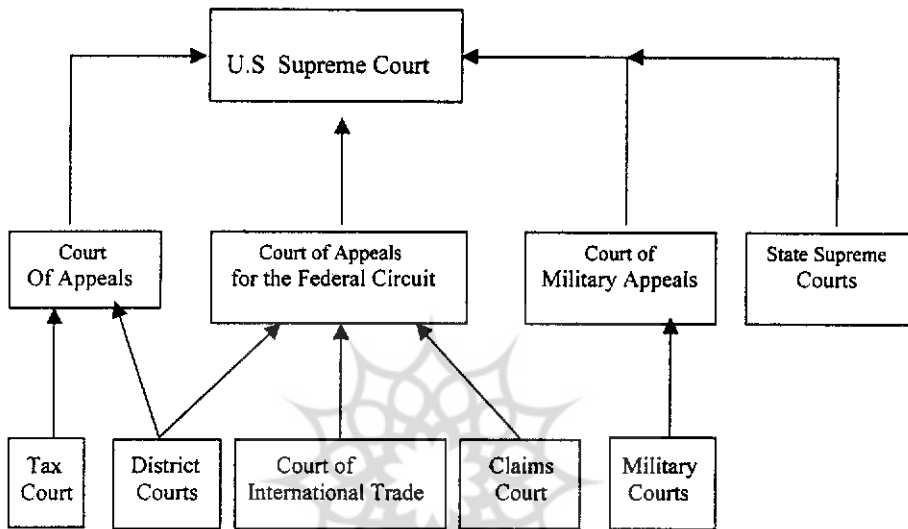 U.S Supreme Court
Court
Of Appeals
Court of Appeals
for the Federal Circuit
Court of
Military Appeals
State Supreme
Courts
Tax
Court
District
Courts
Court of
International Trade
Claims
Court
Military
Courts